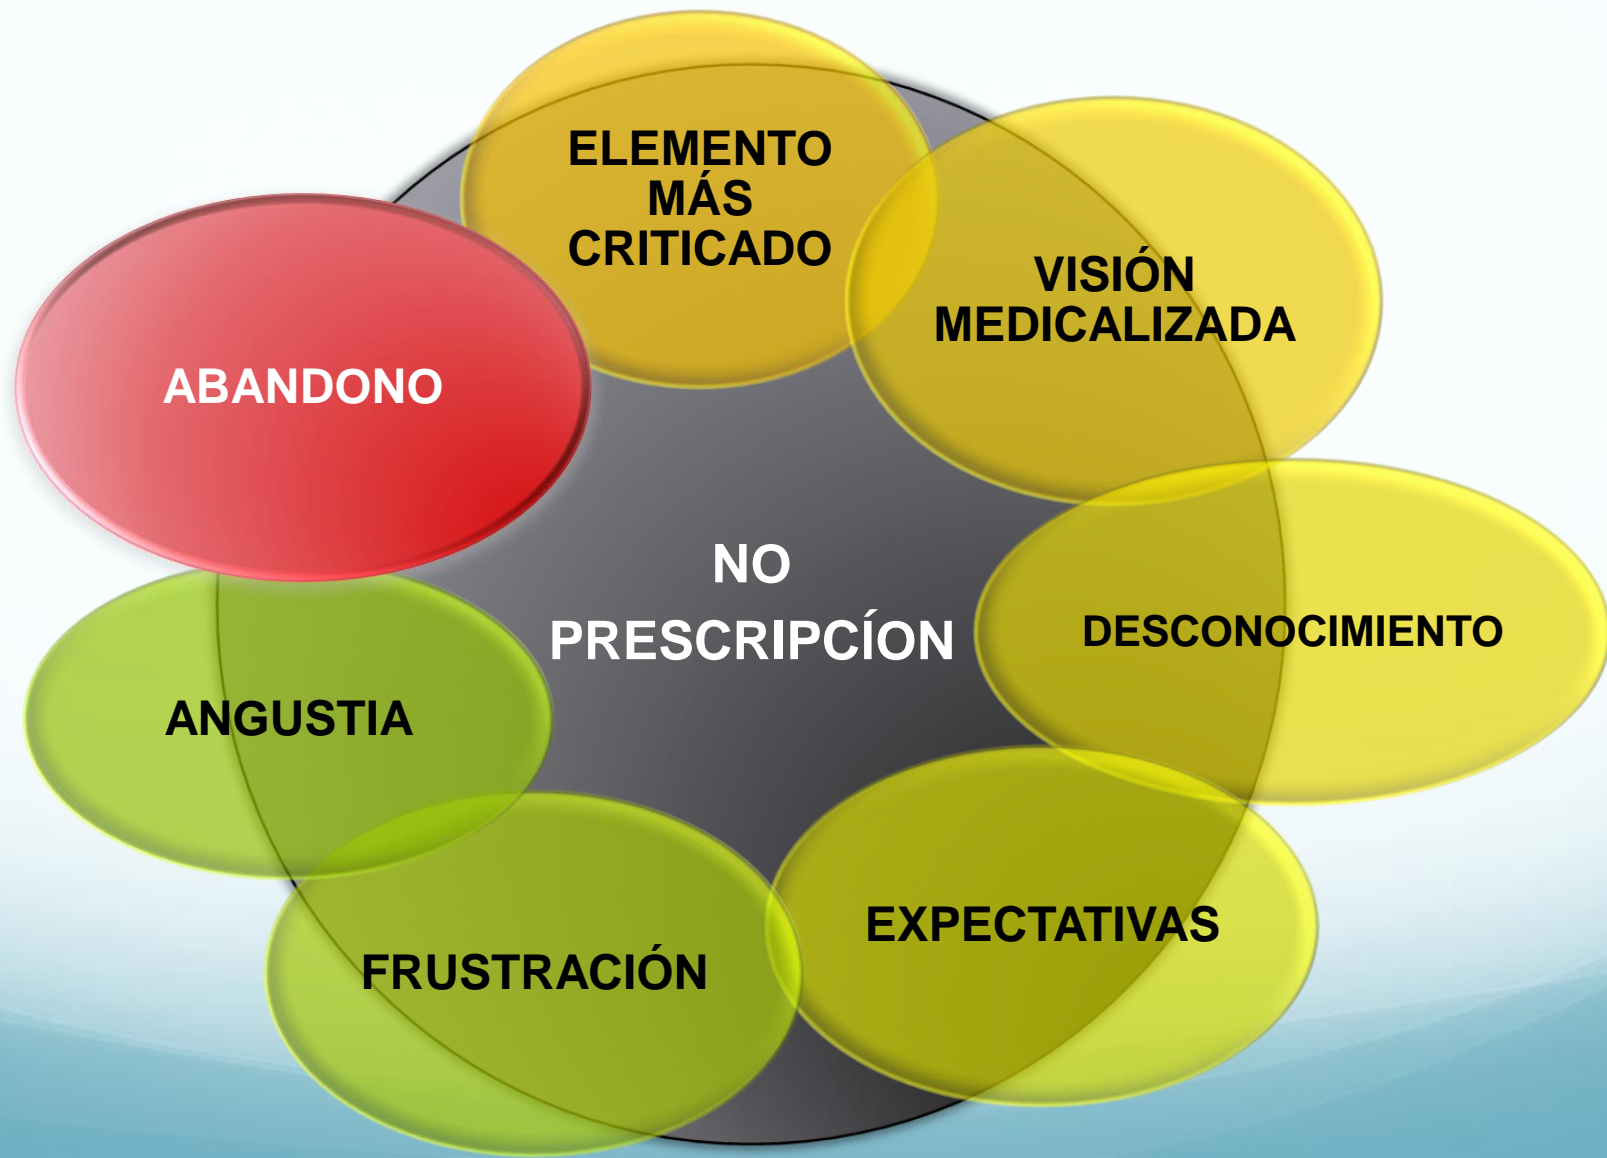 ELEMENTO
MÁS
CRITICADO
VISIÓN
MEDICALIZADA
ABANDONO
NO
PRESCRIPCÍON
DESCONOCIMIENTO
ANGUSTIA
EXPECTATIVAS
FRUSTRACIÓN